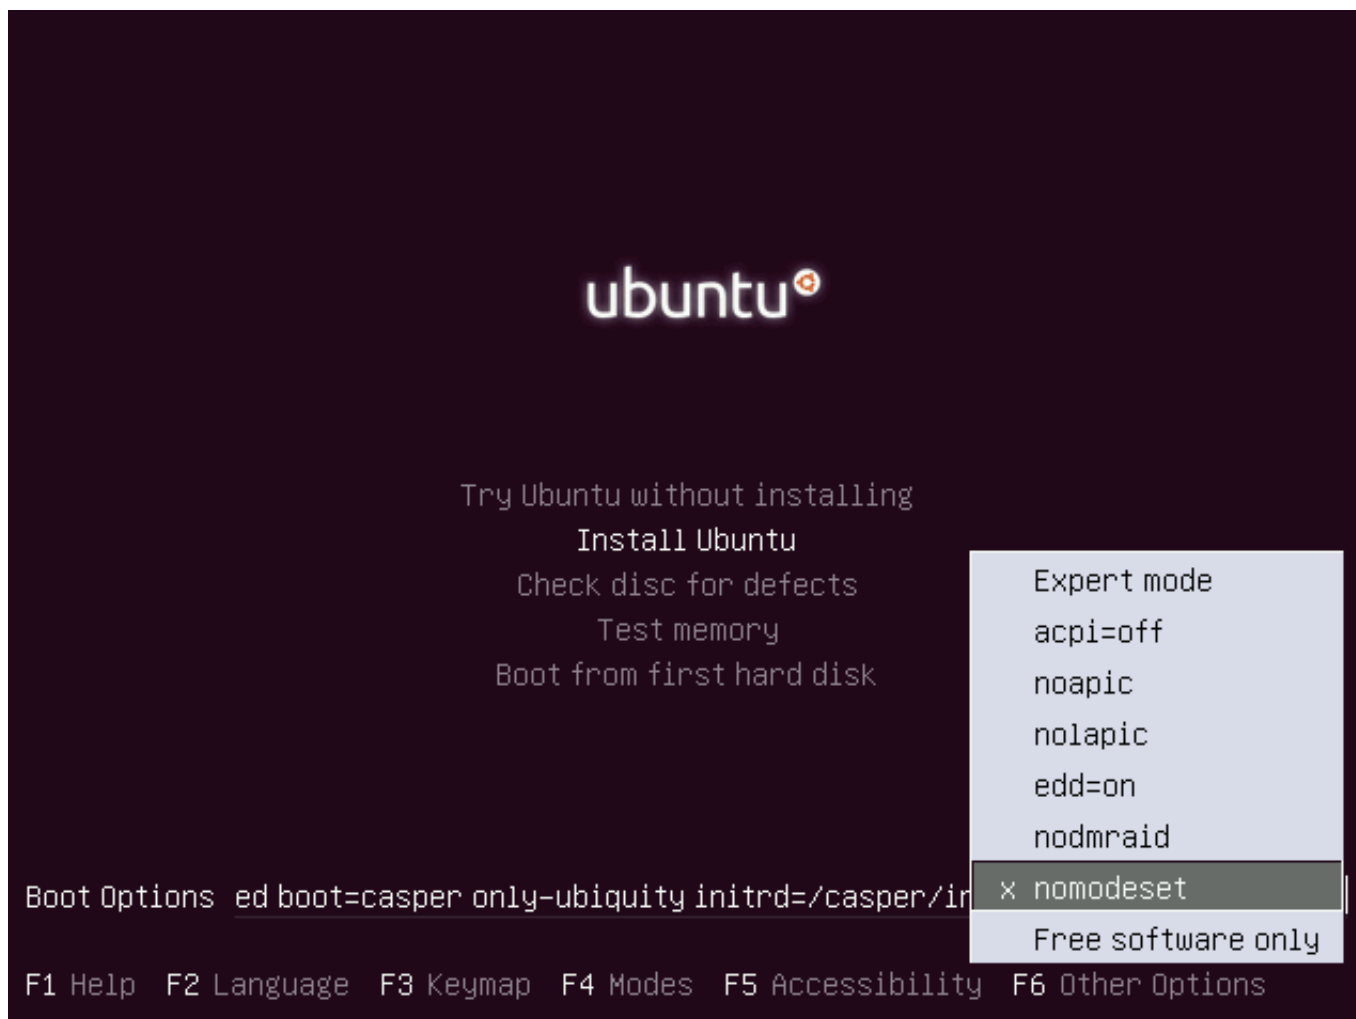 ubuntu
Try Ubuntu without installing
Install Ubuntu
Check disc for defects
Test memory
Boot from first hard disk
Expert mode
acpi=off
noapic
nolapic
edd=on
nodmraid
x nomodeset
Free software only
Boot Options ed boot=casper only-ubiquity initrd=/casper/in
F1 Help F2 Language F3 Keymap F4 Modes F5 Accessibility F6 Other Options